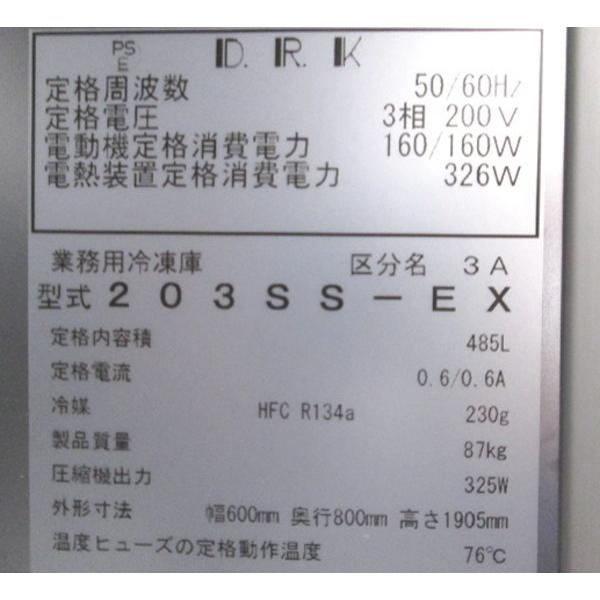 PS
E
D. R. K
定格周波数 50/60Hz
定格電圧 3相 200V
電動機定格消費電力 160/160W
電熱装置定格消費電力 326W
業務用冷凍庫 区分名 3A
型式 203SS-EX
定格内容積 485L
定格電流 0.6/0.6A
冷媒 HFC R134a 230g
製品質量 87kg
圧縮機出力 325W
外形寸法 幅600mm 奥行800mm 高さ1905mm
温度ヒューズの定格動作温度 76℃